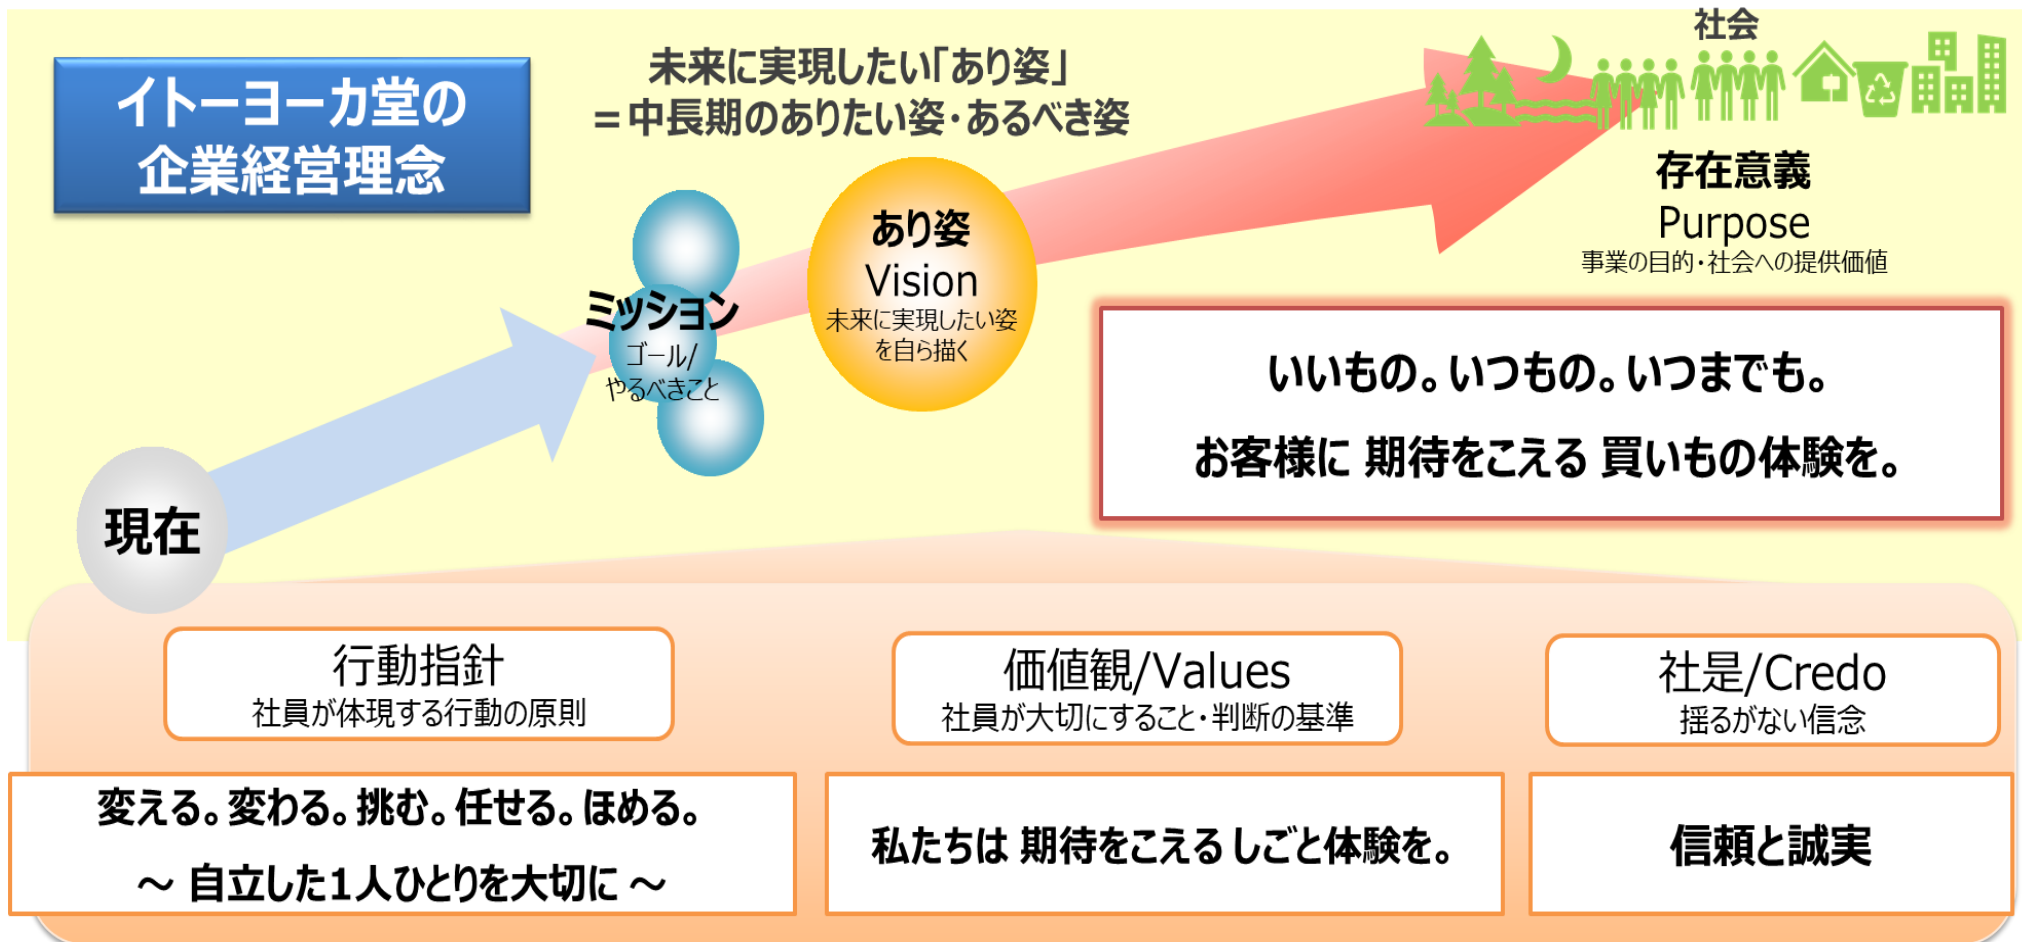 イトーヨーカ堂の
企業経営理念
未来に実現したい「あり姿」
＝中長期のありたい姿・あるべき姿
社会
存在意義
Purpose
事業の目的・社会への提供価値
あり姿
Vision
未来に実現したい姿
を自ら描く
ミッション
ゴール/
やるべきこと
現在
いいもの。いつもの。いつまでも。
お客様に 期待をこえる 買いもの体験を。
行動指針
社員が体現する行動の原則
変える。変わる。挑む。任せる。ほめる。
～ 自立した1人ひとりを大切に ～
価値観/Values
社員が大切にすること・判断の基準
私たちは 期待をこえる しごと体験を。
社是/Credo
揺るがない信念
信頼と誠実